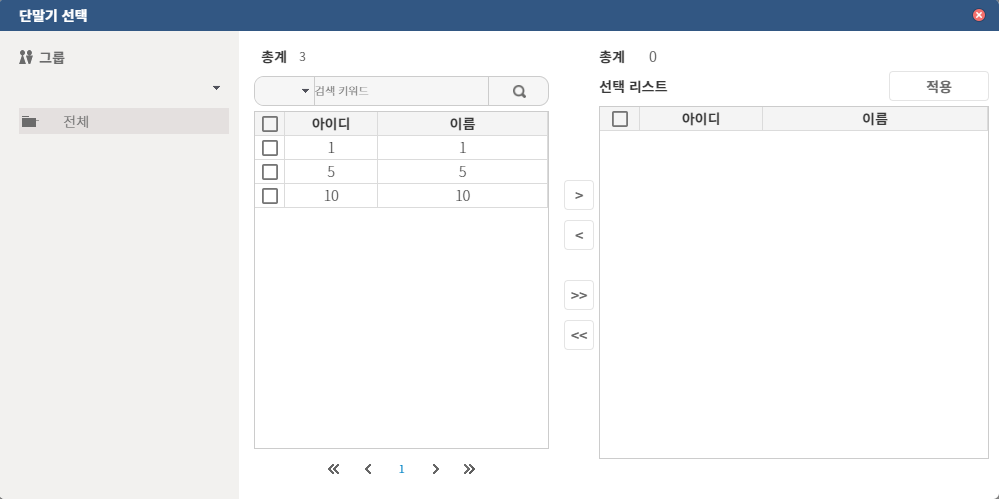 단말기 선택
그룹
전체
총계 3
검색 키워드
아이디 이름
1 1
5 5
10 10
1
>
<
>>
<<
총계 0
선택 리스트 적용
아이디 이름